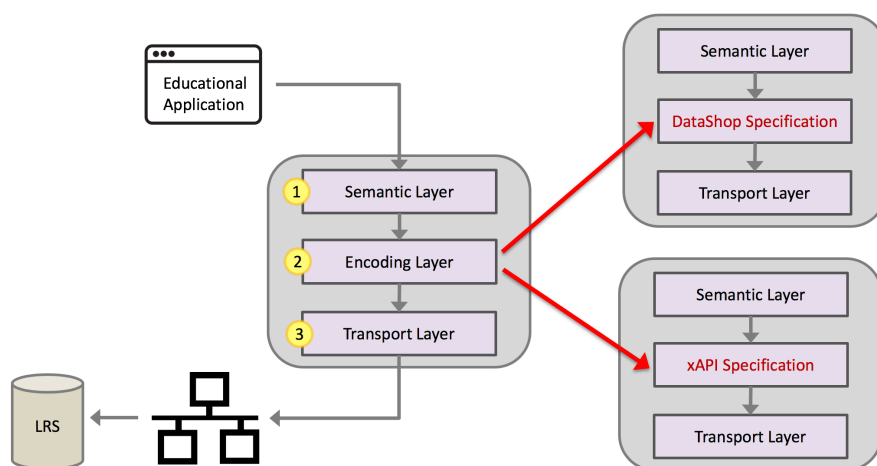 Educational
Application
1
Semantic Layer
2
Encoding Layer
3
Transport Layer
LRS
Semantic Layer
DataShop Specification
Transport Layer
Semantic Layer
xAPI Specification
Transport Layer